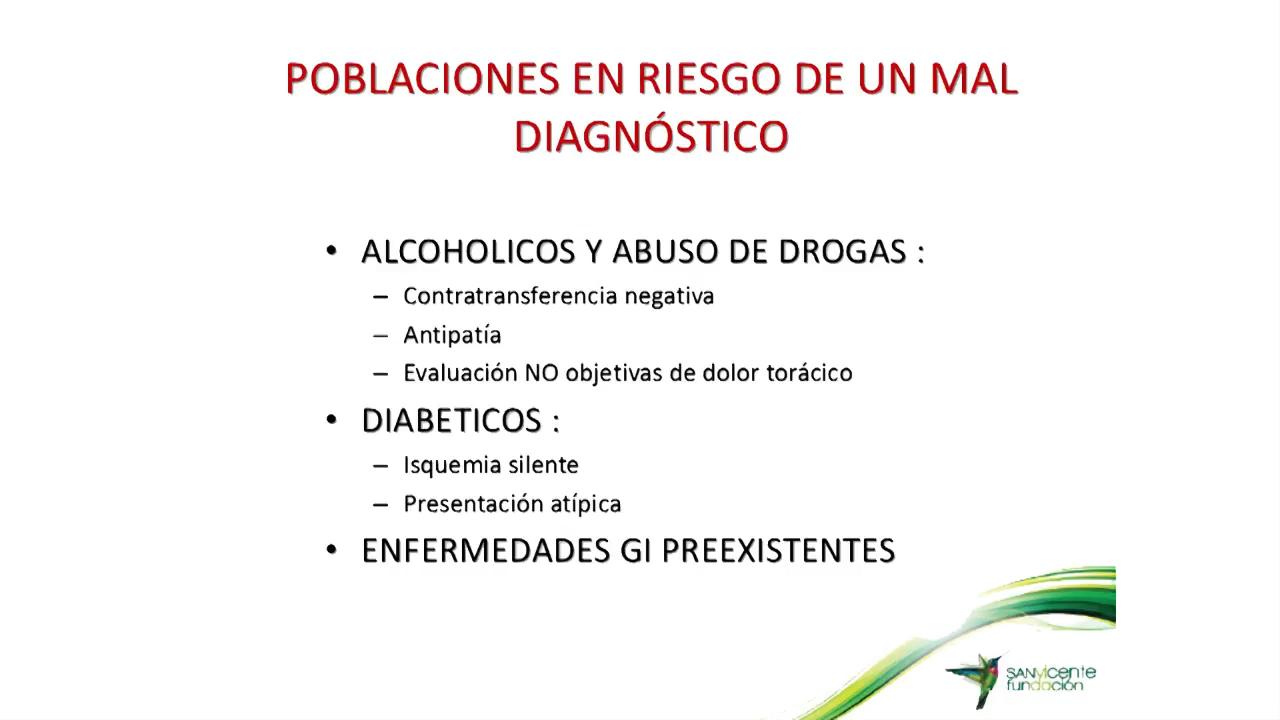 POBLACIONES EN RIESGO DE UN MAL
DIAGNÓSTICO
• ALCOHOLICOS Y ABUSO DE DROGAS :
– Contratransferencia negativa
– Antipatía
– Evaluación NO objetivas de dolor torácico
• DIABETICOS :
– Isquemia silente
– Presentación atípica
• ENFERMEDADES GI PREEXISTENTES
SANVICENTE
FUNDACIÓN